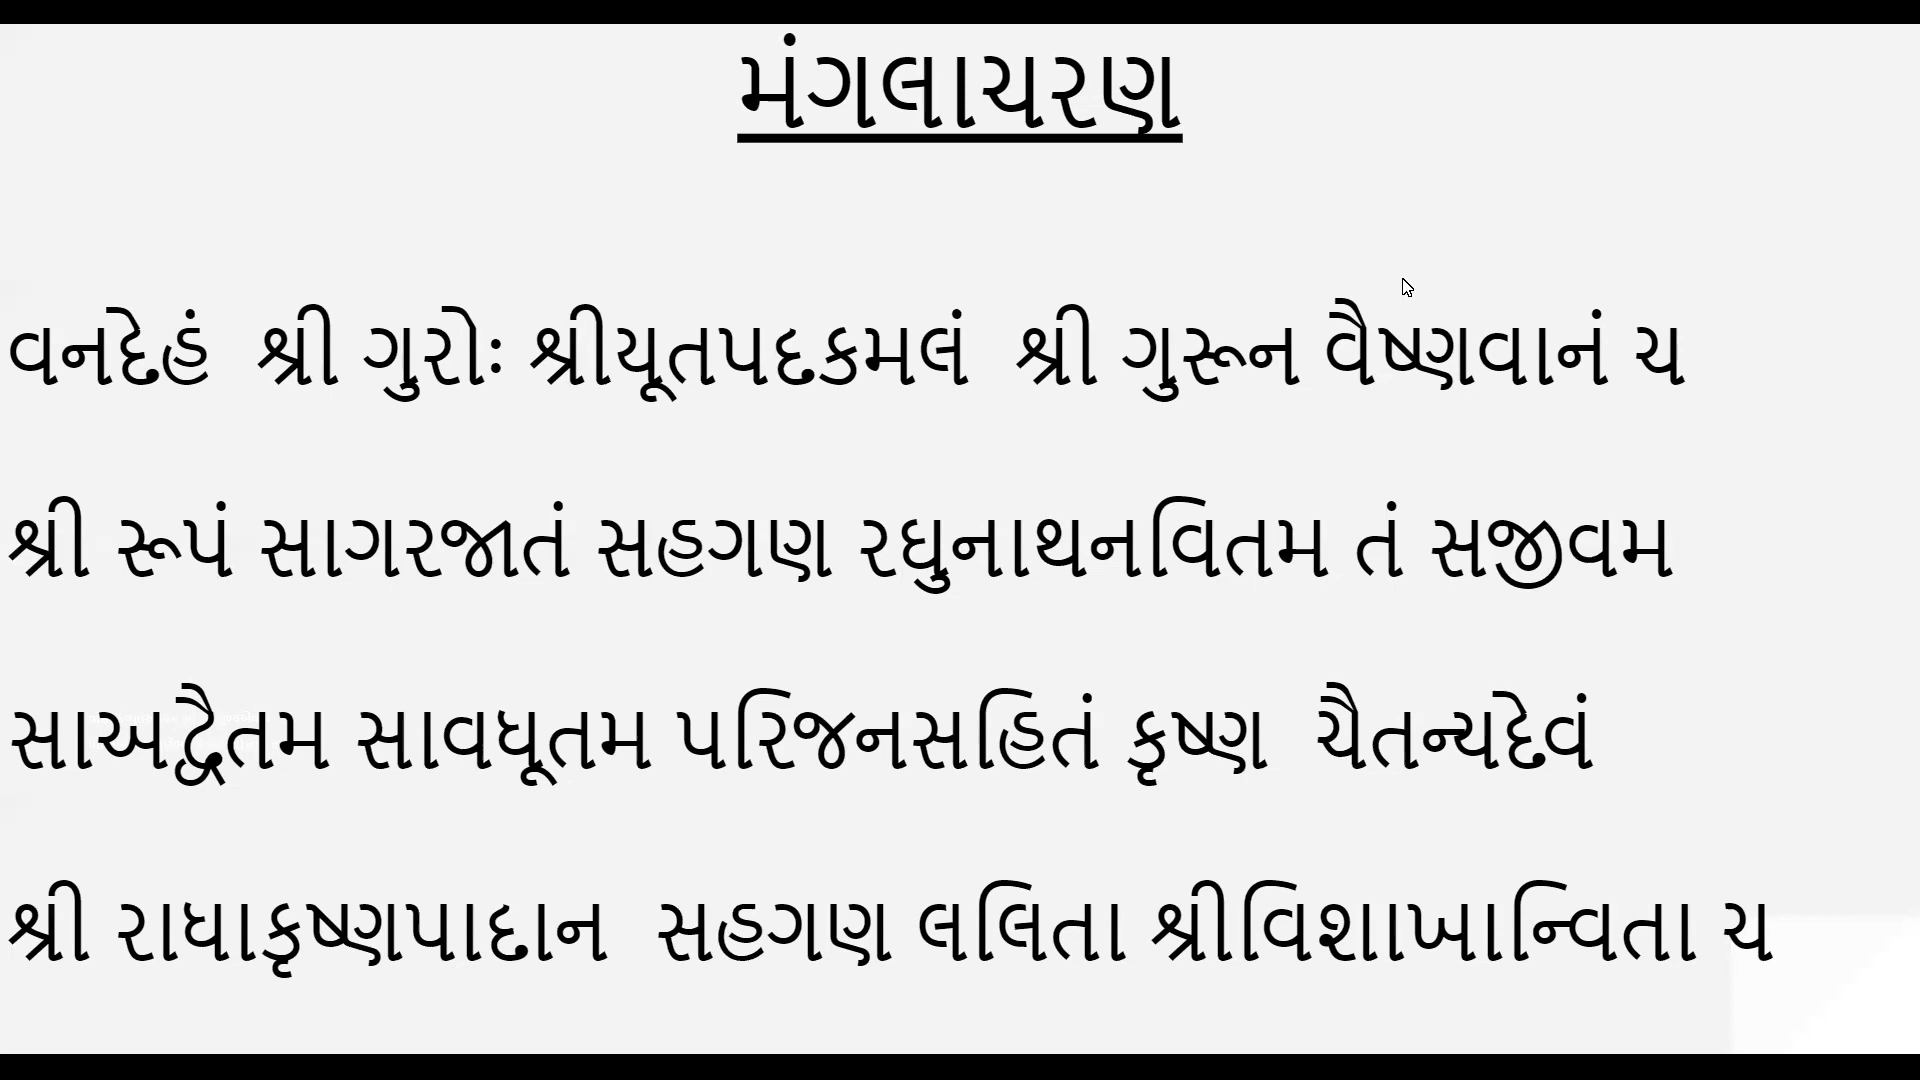 મંગલાચરણ
વનદેહં શ્રી ગુરોઃ શ્રીયૂતપદકમલં શ્રી ગુરૂન વૈષ્ણવાનં ચ
શ્રી રૂપં સાગરજાતં સહગણ રઘુનાથનવિતમ તં સજીવમ
સાઅદ્વૈતમ સાવધૂતમ પરિજનસહિતં કૃષ્ણ ચૈતન્યદેવં
શ્રી રાધાકૃષ્ણપાદાન સહગણ લલિતા શ્રીવિશાખાન્વિતા ચ